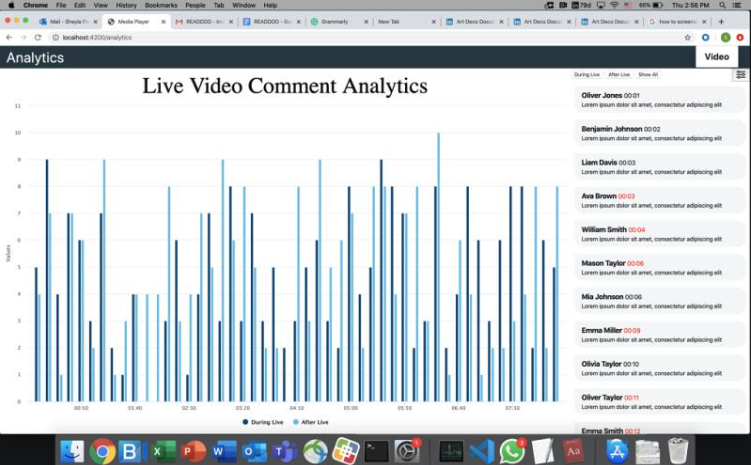 Chrome File Edit View History Bookmarks People Tab Window Help
65% Thu 2:56 PM
Mail - Sheyla Pe
Media Player
READDDO - Inc
READDDO - Ed
Grammarly
New Tab
Art Deco Docum
Art Deco Docum
Art Deco Docum
how to screens
localhost:4200/analytics
Analytics
Video
Live Video Comment Analytics
During Live After Live Show All
11
10
9
8
7
6
5
4
3
2
1
0
Values
00:50 01:40 02:30 03:20 04:10 05:00 05:50 06:40 07:30
During Live After Live
Oliver Jones 00:01
Lorem ipsum dolor sit amet, consectetur adipiscing elit
Benjamin Johnson 00:02
Lorem ipsum dolor sit amet, consectetur adipiscing elit
Liam Davis 00:03
Lorem ipsum dolor sit amet, consectetur adipiscing elit
Ava Brown 00:03
Lorem ipsum dolor sit amet, consectetur adipiscing elit
William Smith 00:04
Lorem ipsum dolor sit amet, consectetur adipiscing elit
Mason Taylor 00:06
Lorem ipsum dolor sit amet, consectetur adipiscing elit
Mia Johnson 00:06
Lorem ipsum dolor sit amet, consectetur adipiscing elit
Emma Miller 00:09
Lorem ipsum dolor sit amet, consectetur adipiscing elit
Olivia Taylor 00:10
Lorem ipsum dolor sit amet, consectetur adipiscing elit
Oliver Taylor 00:11
Lorem ipsum dolor sit amet, consectetur adipiscing elit
Emma Smith 00:12